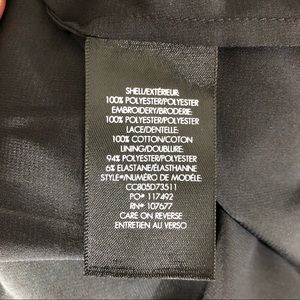 SHELL/EXTÉRIEUR:
100% POLYESTER/POLYESTER
EMBROIDERY/BRODERIE:
100% POLYESTER/POLYESTER
LACE/DENTELLE:
100% COTTON/COTON
LINING/DOUBLURE:
94% POLYESTER/POLYESTER
6% ELASTANE/ÉLASTHANNE
STYLE#/NUMÉRO DE MODÈLE:
CC805D73511
PO# 117492
RN# 107677
CARE ON REVERSE
ENTRETIEN AU VERSO